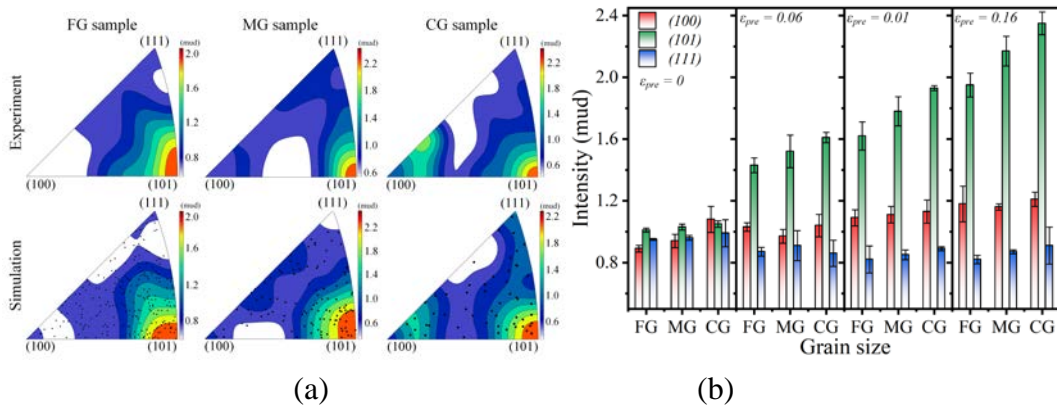 (a)
FG sample
MG sample
CG sample
Experiment
(111)
(mud)
2.0
1.6
1.2
0.8
(100)
(101)
(111)
(mud)
2.2
1.8
1.4
1.0
0.6
(100)
(101)
(111)
(mud)
2.2
1.8
1.4
1.0
0.6
(100)
(101)
Simulation
(111)
(mud)
2.0
1.6
1.2
0.8
(100)
(101)
(111)
(mud)
2.2
1.8
1.4
1.0
0.6
(100)
(101)
(111)
(mud)
2.2
1.8
1.4
1.0
0.6
(100)
(101)
(a)
(b)
Intensity (mud)
2.4
2.0
1.6
1.2
0.8
(100)
(101)
(111)
εpre = 0
εpre = 0.06
εpre = 0.01
εpre = 0.16
FG MG CG FG MG CG FG MG CG FG MG CG
Grain size
(b)